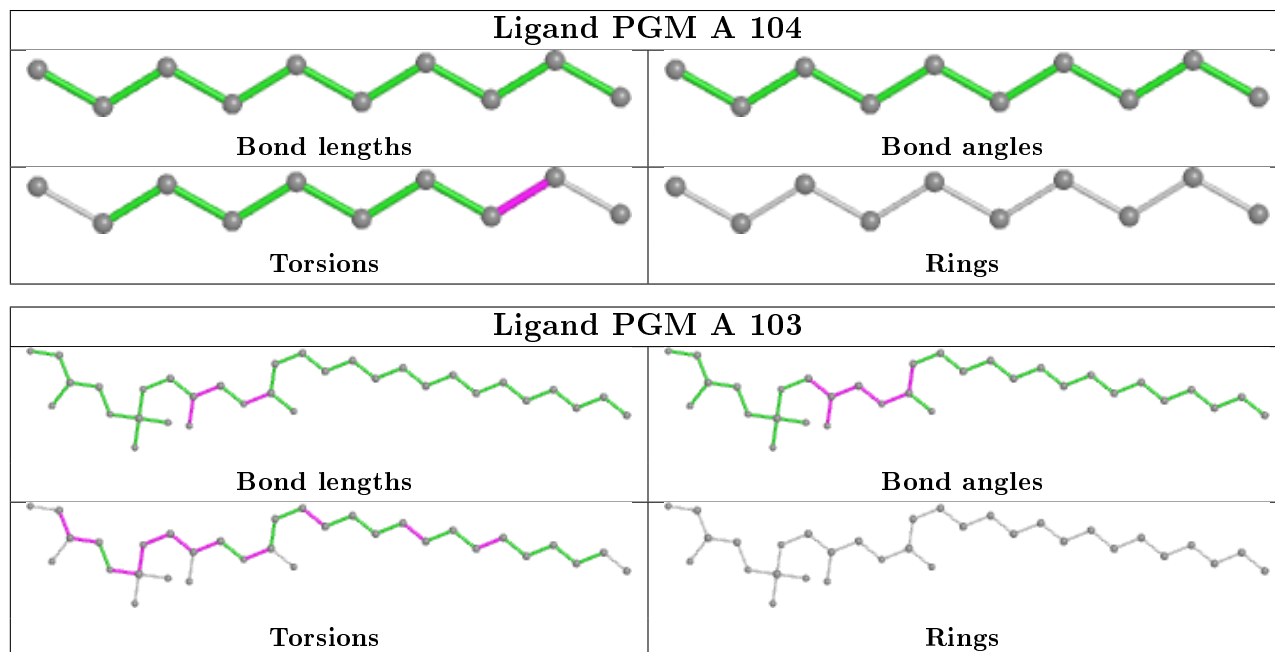 Ligand PGM A 104
Bond lengths
Bond angles
Torsions
Rings
Ligand PGM A 103
Bond lengths
Bond angles
Torsions
Rings